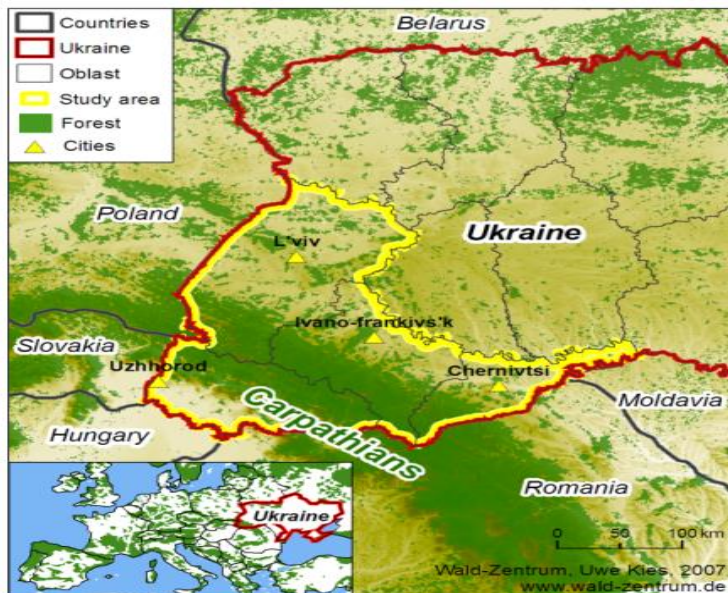 Countries
Ukraine
Oblast
Study area
Forest
Cities
Belarus
Poland
L'viv
Ukraine
Ivano-frankivs'k
Slovakia
Uzhhorod
Chernivtsi
Carpathians
Moldavia
Hungary
Romania
Ukraine
0 50 100 km
Wald-Zentrum, Uwe Kies, 2007
www.wald-zentrum.de